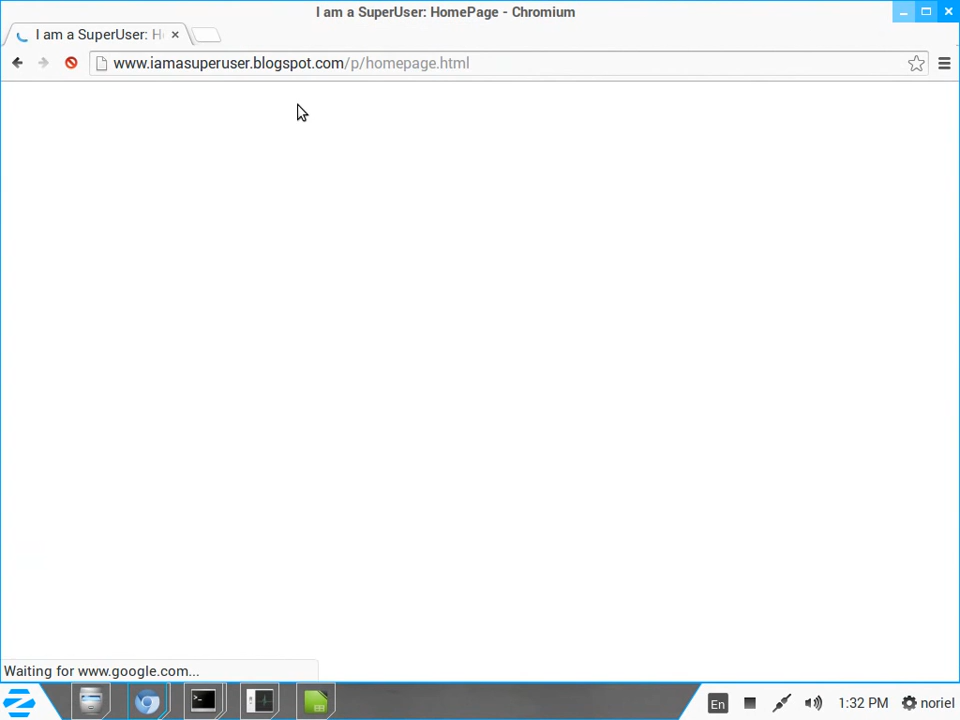 I am a SuperUser: HomePage - Chromium
I am a SuperUser: H
www.iamasuperuser.blogspot.com/p/homepage.html
Waiting for www.google.com...
En
1:32 PM
noriel